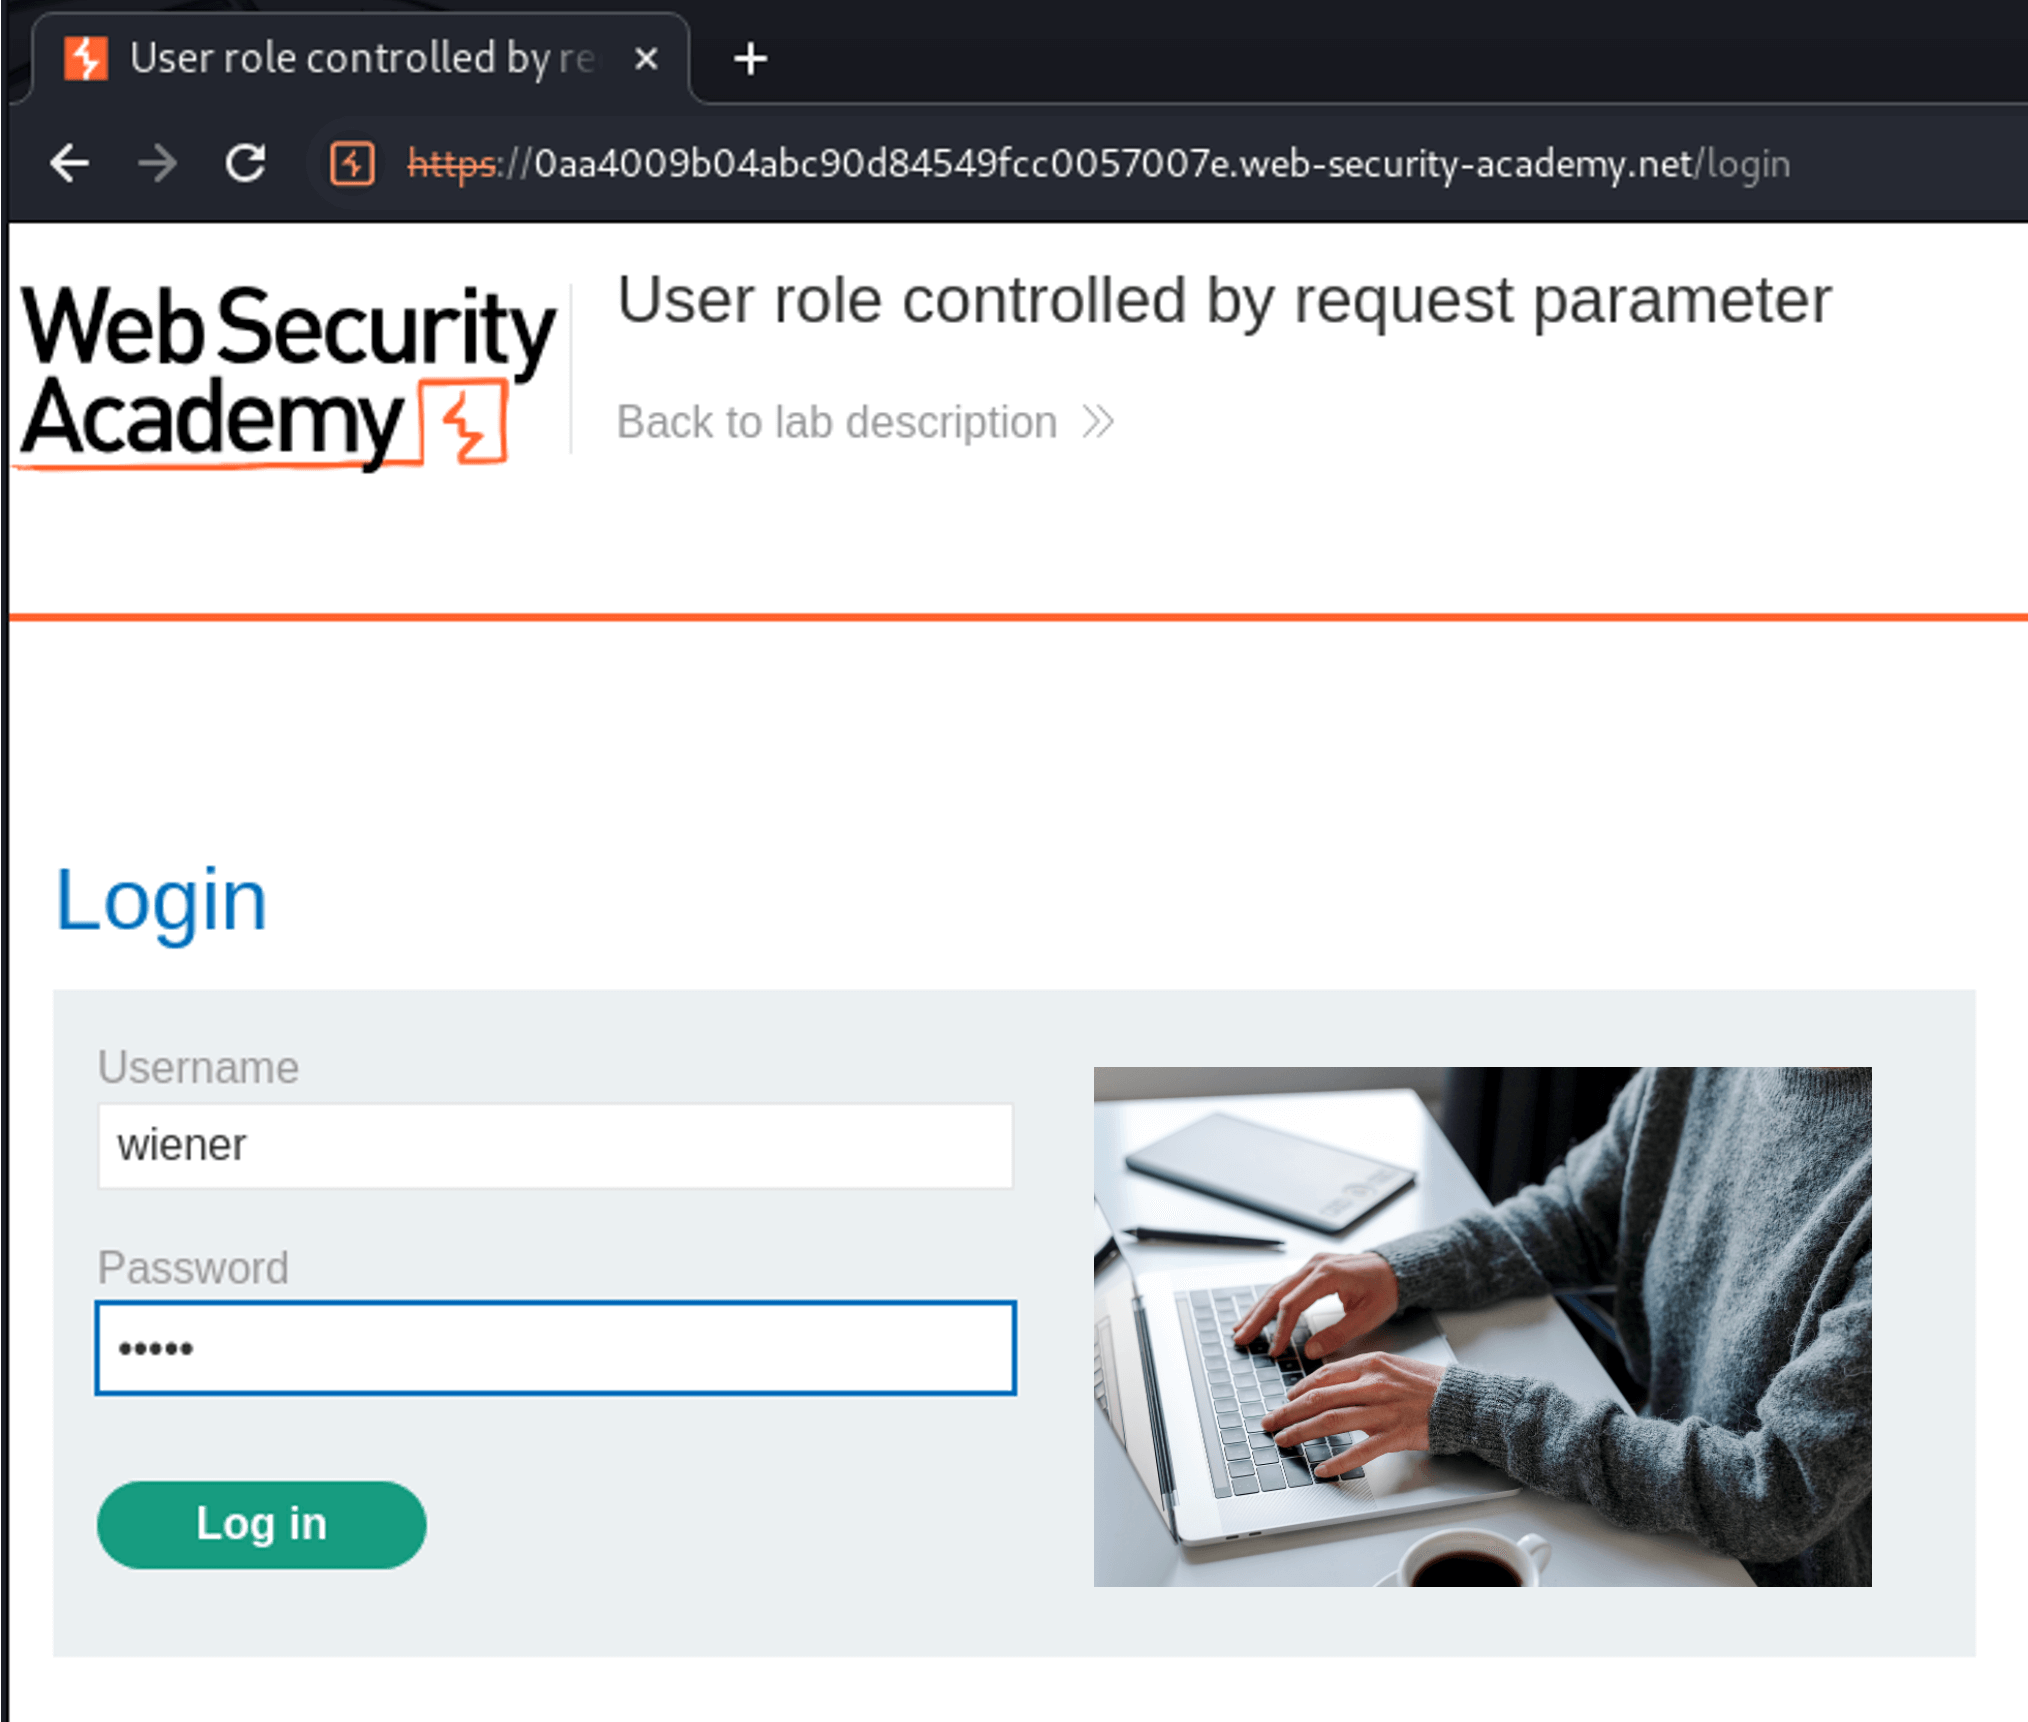 User role controlled by re
https://0aa4009b04abc90d84549fcc0057007e.web-security-academy.net/login
Web Security
Academy
User role controlled by request parameter
Back to lab description
Login
Username
wiener
Password
•••••
Log in